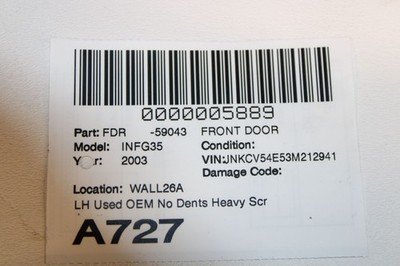 0000005889
Part: FDR -59043 FRONT DOOR
Model: INFG35 Condition:
Year: 2003 VIN:JNKCV54E53M212941
Damage Code:
Location: WALL26A
LH Used OEM No Dents Heavy Scr
A727